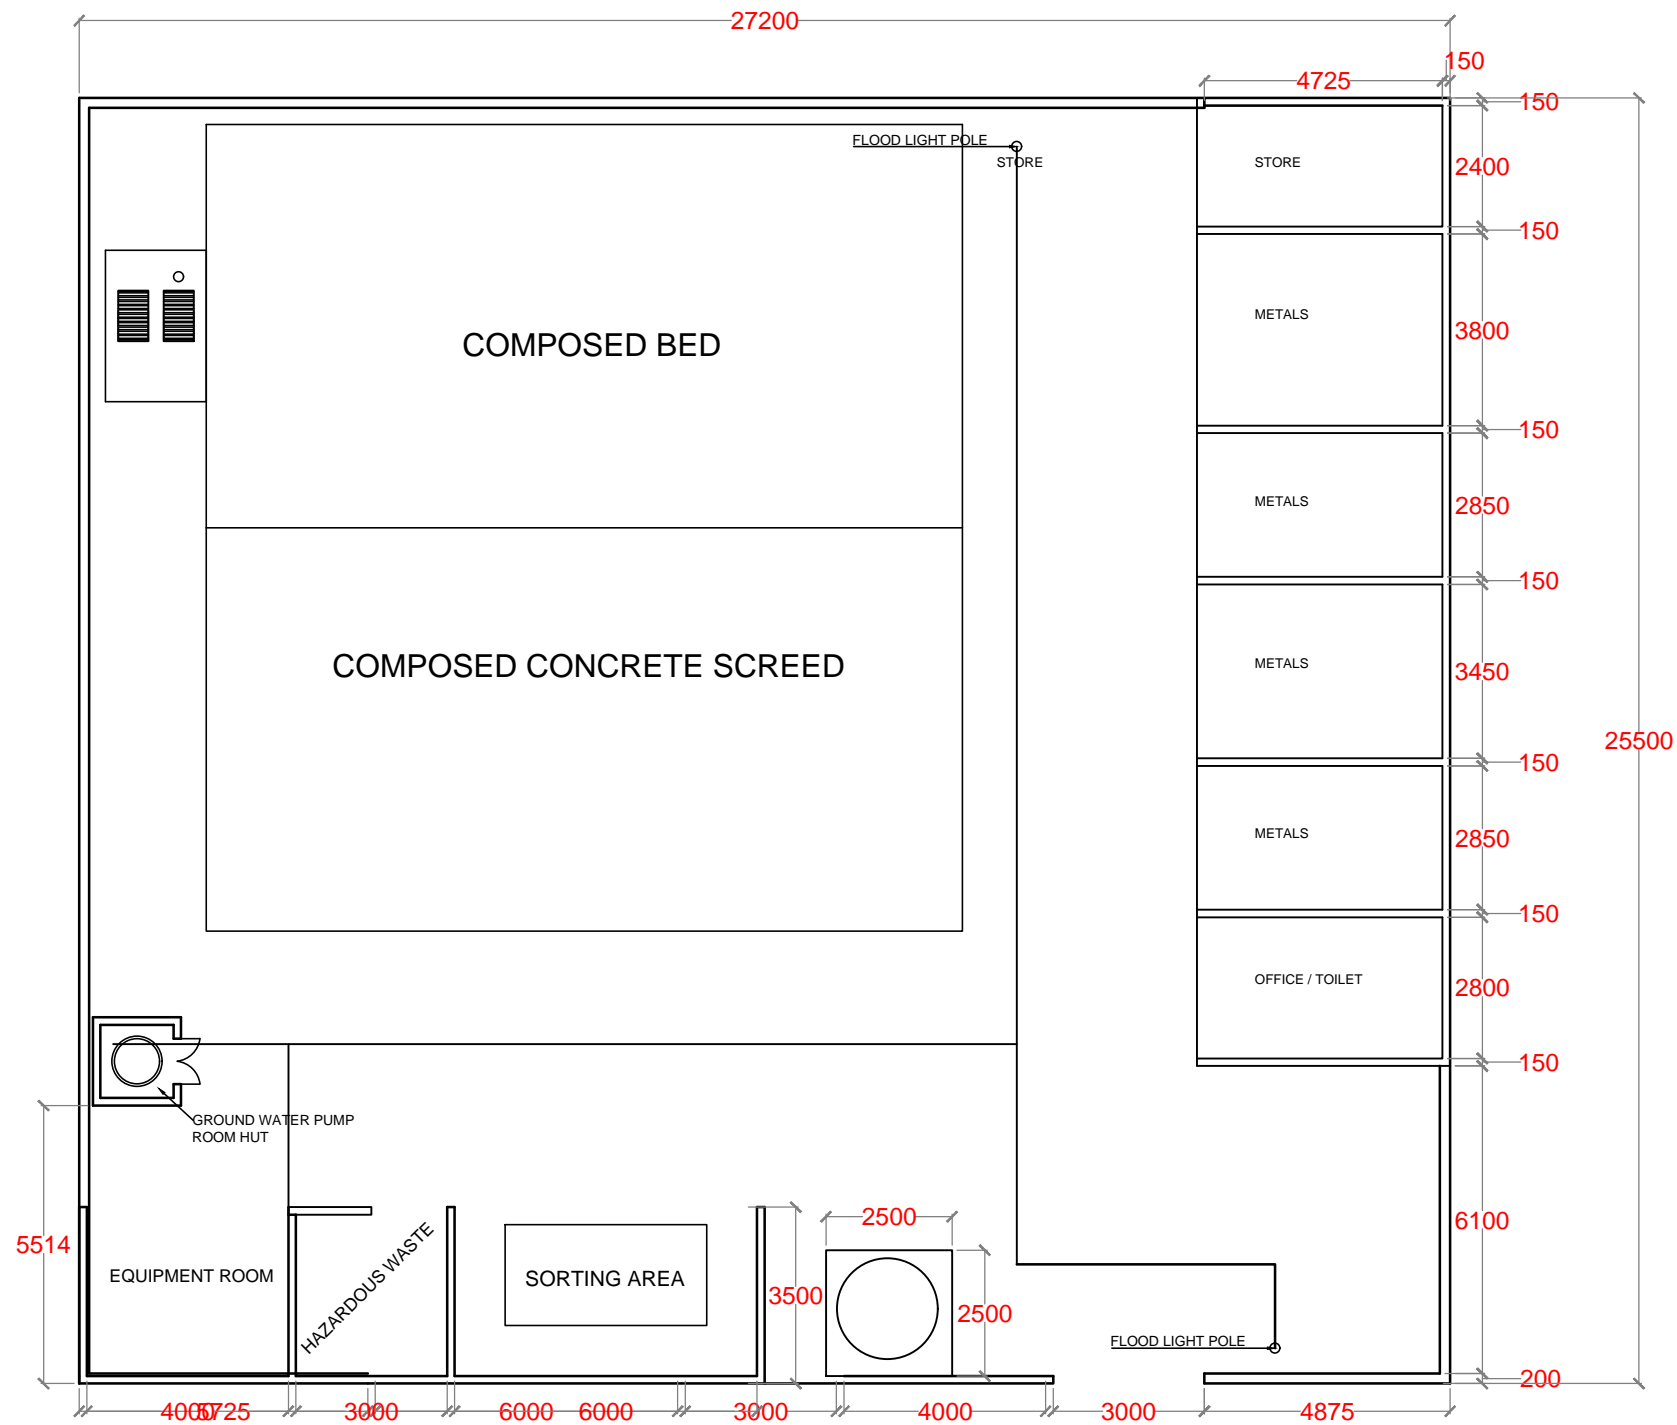 27200
150
4725
150
FLOOD LIGHT POLE
STORE
STORE
2400
150
METALS
3800
COMPOSED BED
150
METALS
2850
150
COMPOSED CONCRETE SCREED
METALS
3450
25500
150
METALS
2850
150
OFFICE / TOILET
2800
150
GROUND WATER PUMP
ROOM HUT
5514
EQUIPMENT ROOM
HAZARDOUS WASTE
SORTING AREA
3500
2500
2500
6100
FLOOD LIGHT POLE
200
4000
5725
3000
6000
6000
3000
4000
3000
4875